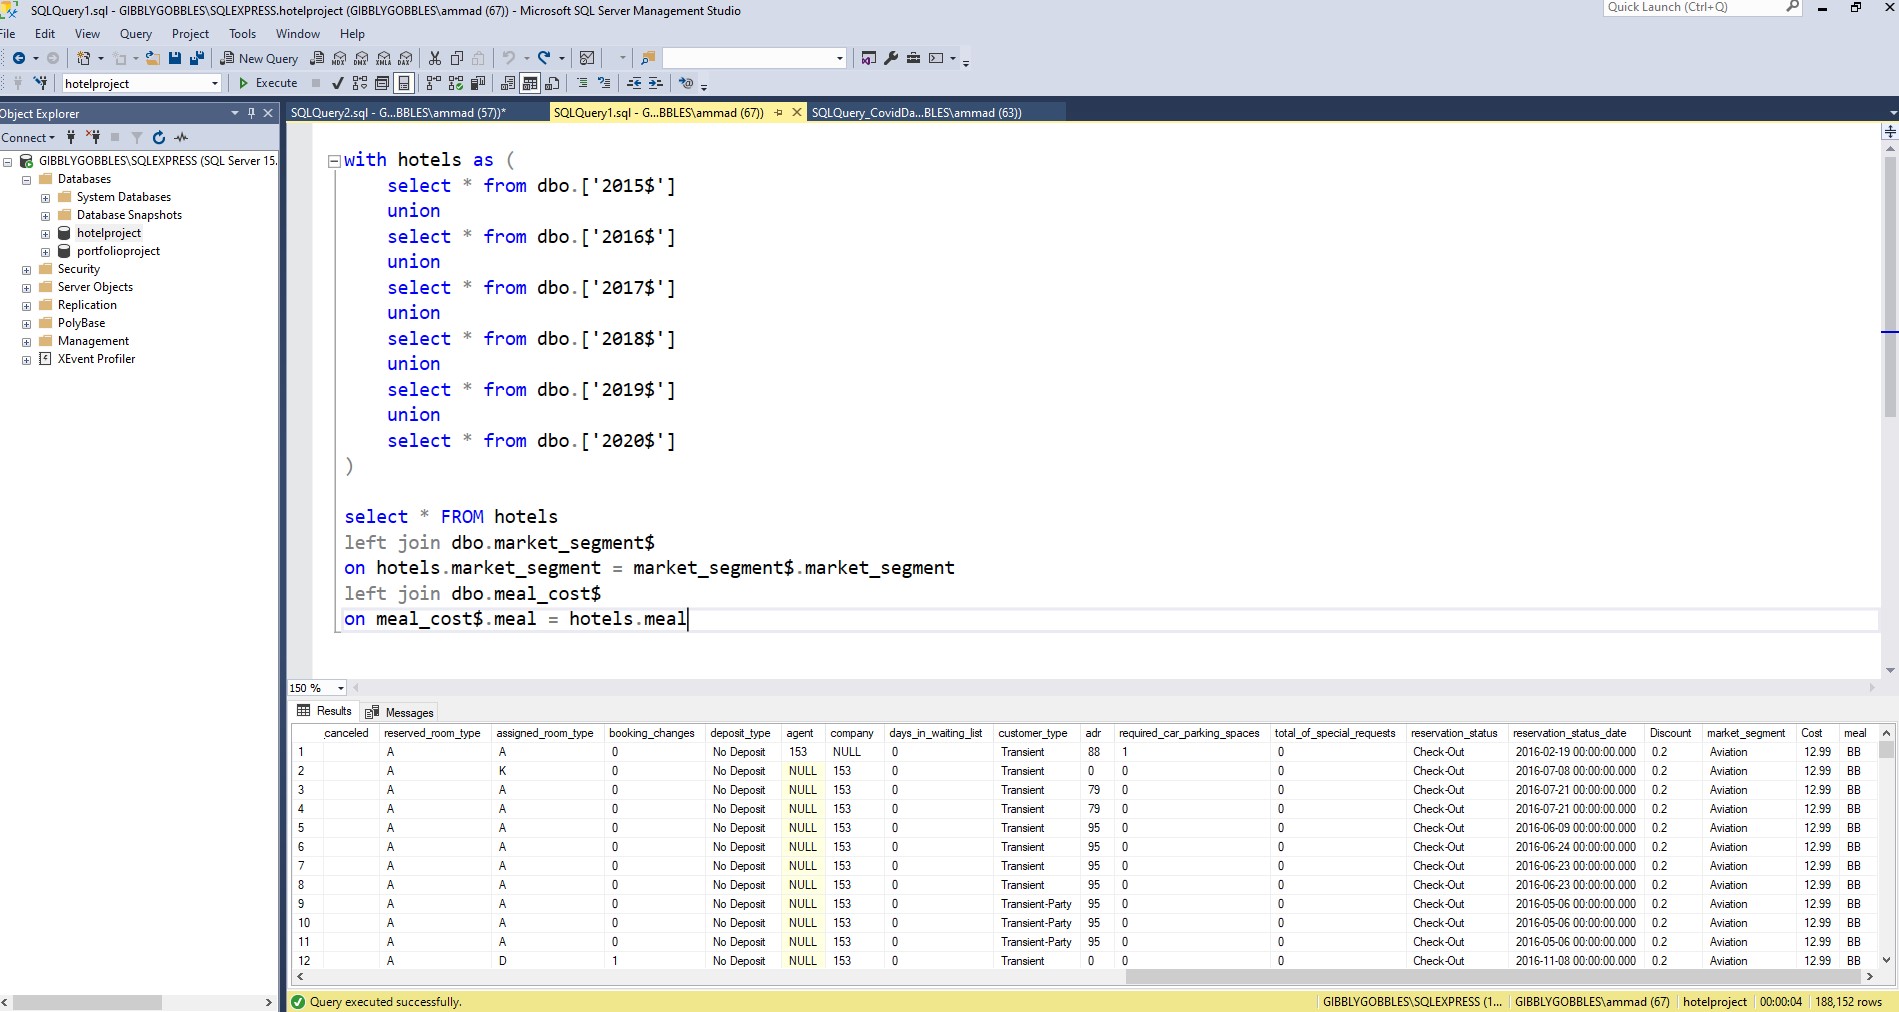 SQLQuery1.sql - GIBBLYGOBBLES\SQLEXPRESS.hotelproject (GIBBLYGOBBLES\ammad (67)) - Microsoft SQL Server Management Studio
Quick Launch (Ctrl+Q)
File Edit View Query Project Tools Window Help
New Query MDX DMX XMLA DAX
hotelproject Execute
Object Explorer
SQLQuery2.sql - G...BBLES\ammad (57))* SQLQuery1.sql - G...BBLES\ammad (67)) SQLQuery_CovidDa...BLES\ammad (63))
Connect
GIBBLYGOBBLES\SQLEXPRESS (SQL Server 15.
Databases
System Databases
Database Snapshots
hotelproject
portfolioproject
Security
Server Objects
Replication
PolyBase
Management
XEvent Profiler
with hotels as (
select * from dbo.['2015$']
union
select * from dbo.['2016$']
union
select * from dbo.['2017$']
union
select * from dbo.['2018$']
union
select * from dbo.['2019$']
union
select * from dbo.['2020$']
)
select * FROM hotels
left join dbo.market_segment$
on hotels.market_segment = market_segment$.market_segment
left join dbo.meal_cost$
on meal_cost$.meal = hotels.meal
150 %
Results Messages
_canceled reserved_room_type assigned_room_type booking_changes deposit_type agent company days_in_waiting_list customer_type adr required_car_parking_spaces total_of_special_requests reservation_status reservation_status_date Discount market_segment Cost meal
1 A A 0 No Deposit 153 NULL 0 Transient 88 1 0 Check-Out 2016-02-19 00:00:00.000 0.2 Aviation 12.99 BB
2 A K 0 No Deposit NULL 153 0 Transient 0 0 0 Check-Out 2016-07-08 00:00:00.000 0.2 Aviation 12.99 BB
3 A A 0 No Deposit NULL 153 0 Transient 79 0 0 Check-Out 2016-07-21 00:00:00.000 0.2 Aviation 12.99 BB
4 A A 0 No Deposit NULL 153 0 Transient 79 0 0 Check-Out 2016-07-21 00:00:00.000 0.2 Aviation 12.99 BB
5 A A 0 No Deposit NULL 153 0 Transient 95 0 0 Check-Out 2016-06-09 00:00:00.000 0.2 Aviation 12.99 BB
6 A A 0 No Deposit NULL 153 0 Transient 95 0 0 Check-Out 2016-06-24 00:00:00.000 0.2 Aviation 12.99 BB
7 A A 0 No Deposit NULL 153 0 Transient 95 0 0 Check-Out 2016-06-23 00:00:00.000 0.2 Aviation 12.99 BB
8 A A 0 No Deposit NULL 153 0 Transient 95 0 0 Check-Out 2016-06-23 00:00:00.000 0.2 Aviation 12.99 BB
9 A A 0 No Deposit NULL 153 0 Transient-Party 95 0 0 Check-Out 2016-05-06 00:00:00.000 0.2 Aviation 12.99 BB
10 A A 0 No Deposit NULL 153 0 Transient-Party 95 0 0 Check-Out 2016-05-06 00:00:00.000 0.2 Aviation 12.99 BB
11 A A 0 No Deposit NULL 153 0 Transient-Party 95 0 0 Check-Out 2016-05-06 00:00:00.000 0.2 Aviation 12.99 BB
12 A D 1 No Deposit NULL 153 0 Transient 0 0 0 Check-Out 2016-11-08 00:00:00.000 0.2 Aviation 12.99 BB
Query executed successfully. GIBBLYGOBBLES\SQLEXPRESS (1... GIBBLYGOBBLES\ammad (67) hotelproject 00:00:04 188,152 rows